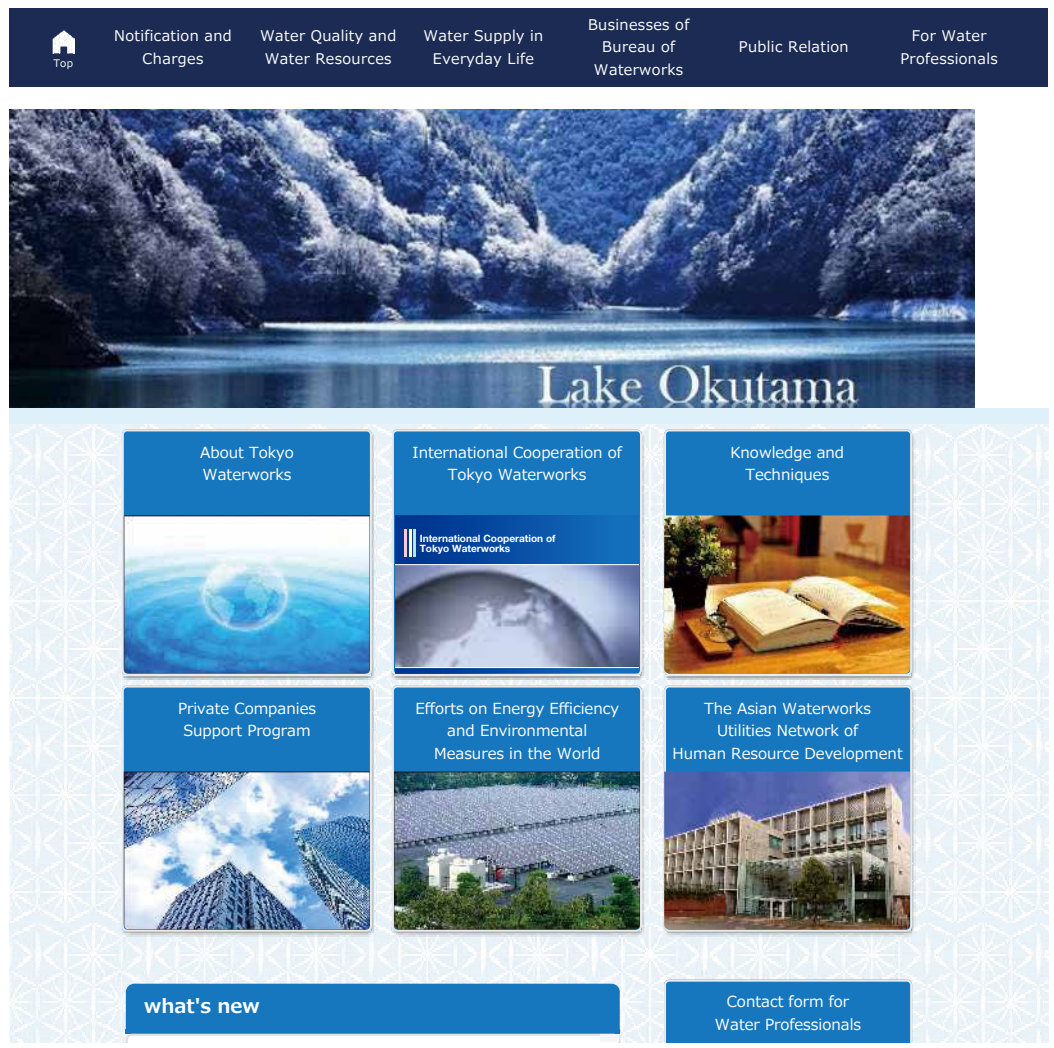 Top
Notification and
Charges
Water Quality and
Water Resources
Water Supply in
Everyday Life
Businesses of
Bureau of
Waterworks
Public Relation
For Water
Professionals
Lake Okutama
About Tokyo
Waterworks
International Cooperation of
Tokyo Waterworks
Knowledge and
Techniques
International Cooperation of
Tokyo Waterworks
Private Companies
Support Program
Efforts on Energy Efficiency
and Environmental
Measures in the World
The Asian Waterworks
Utilities Network of
Human Resource Development
what's new
Contact form for
Water Professionals